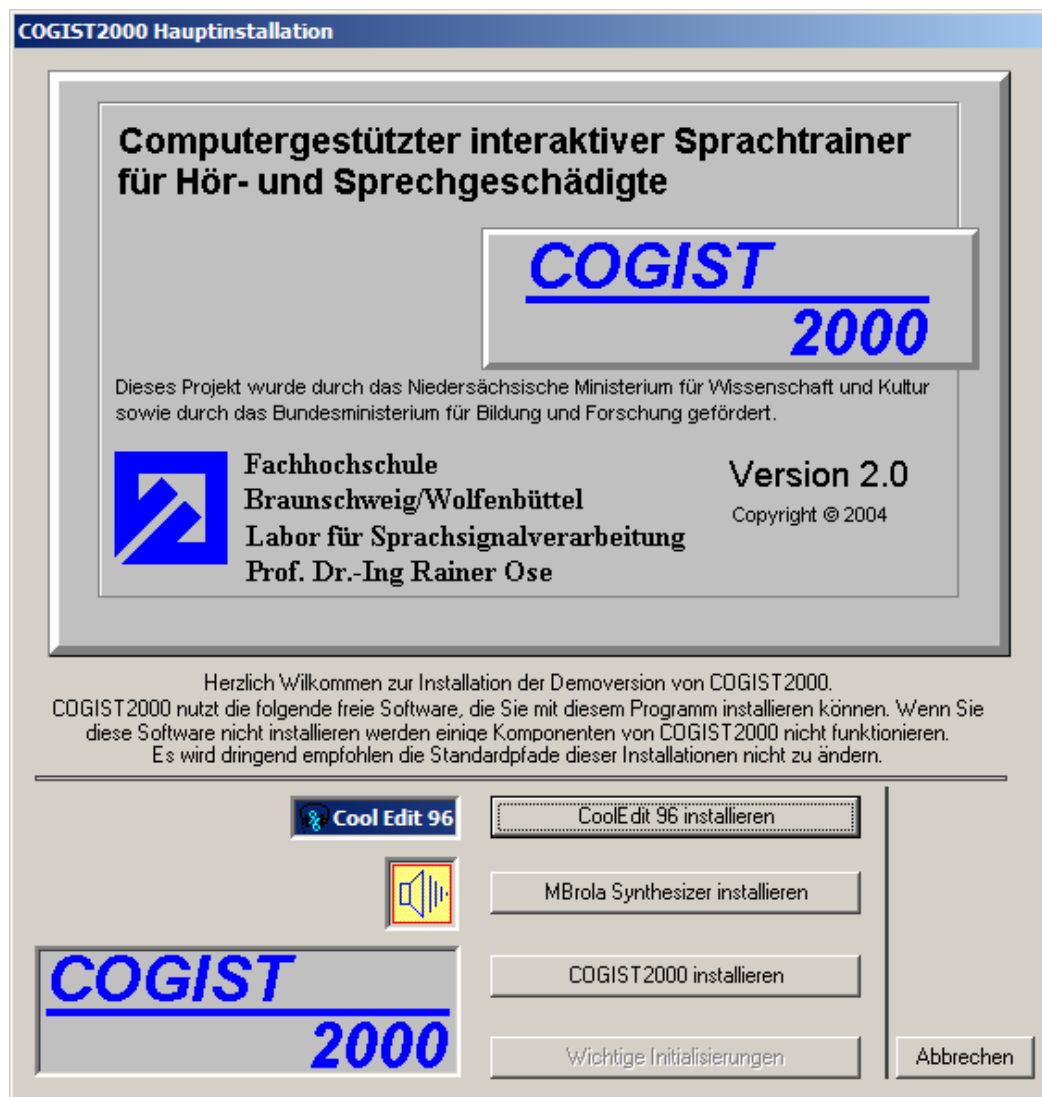 COGIST2000 Hauptinstallation
Computergestützter interaktiver Sprachtrainer
für Hör- und Sprechgeschädigte
COGIST
2000
Dieses Projekt wurde durch das Niedersächsische Ministerium für Wissenschaft und Kultur
sowie durch das Bundesministerium für Bildung und Forschung gefördert.
Fachhochschule
Braunschweig/Wolfenbüttel
Labor für Sprachsignalverarbeitung
Prof. Dr.-Ing Rainer Ose
Version 2.0
Copyright © 2004
Herzlich Wilkommen zur Installation der Demoversion von COGIST2000.
COGIST2000 nutzt die folgende freie Software, die Sie mit diesem Programm installieren können. Wenn Sie
diese Software nicht installieren werden einige Komponenten von COGIST2000 nicht funktionieren.
Es wird dringend empfohlen die Standardpfade dieser Installationen nicht zu ändern.
Cool Edit 96
CoolEdit 96 installieren
MBrola Synthesizer installieren
COGIST
2000
COGIST2000 installieren
Wichtige Initialisierungen
Abbrechen